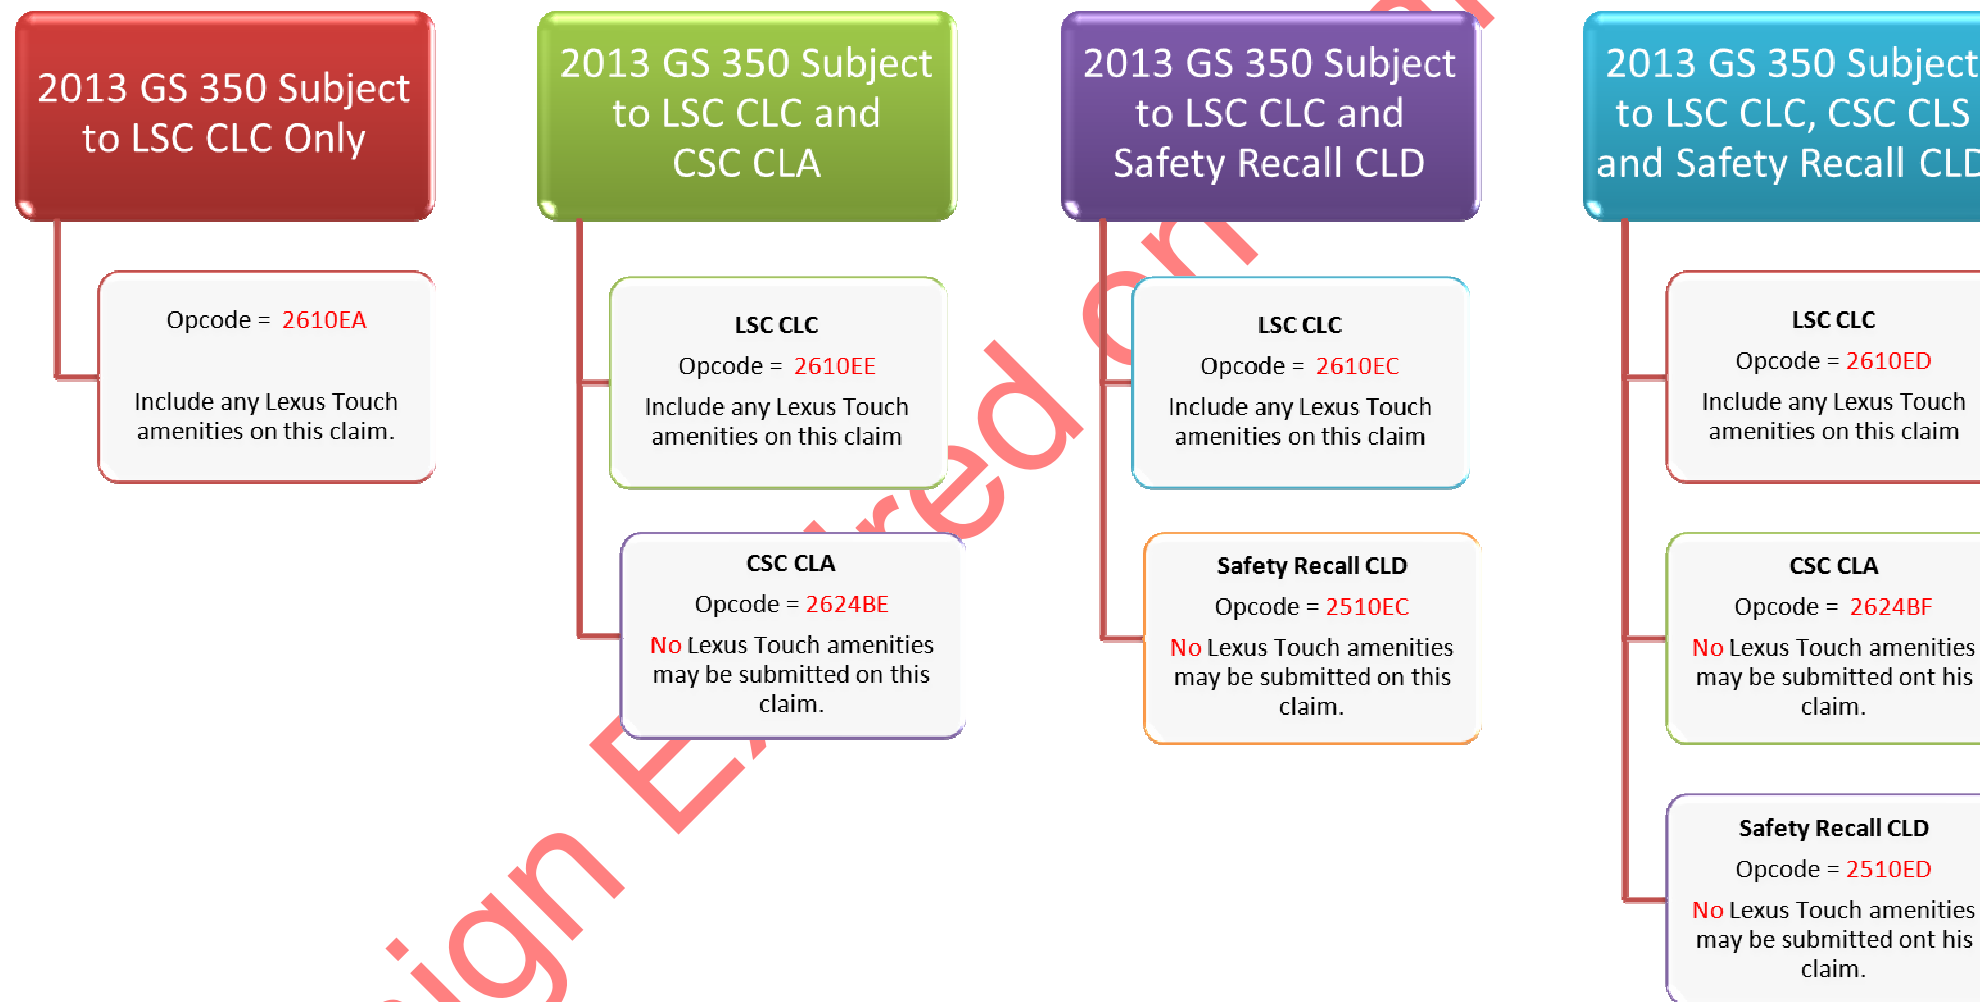 2013 GS 350 Subject
to LSC CLC Only
Opcode = 2610EA
Include any Lexus Touch
amenities on this claim.
2013 GS 350 Subject
to LSC CLC and
CSC CLA
LSC CLC
Opcode = 2610EE
Include any Lexus Touch
amenities on this claim
CSC CLA
Opcode = 2624BE
No Lexus Touch amenities
may be submitted on this
claim.
2013 GS 350 Subject
to LSC CLC and
Safety Recall CLD
LSC CLC
Opcode = 2610EC
Include any Lexus Touch
amenities on this claim
Safety Recall CLD
Opcode = 2510EC
No Lexus Touch amenities
may be submitted on this
claim.
2013 GS 350 Subject
to LSC CLC, CSC CLS
and Safety Recall CLD
LSC CLC
Opcode = 2610ED
Include any Lexus Touch
amenities on this claim
CSC CLA
Opcode = 2624BF
No Lexus Touch amenities
may be submitted ont his
claim.
Safety Recall CLD
Opcode = 2510ED
No Lexus Touch amenities
may be submitted ont his
claim.